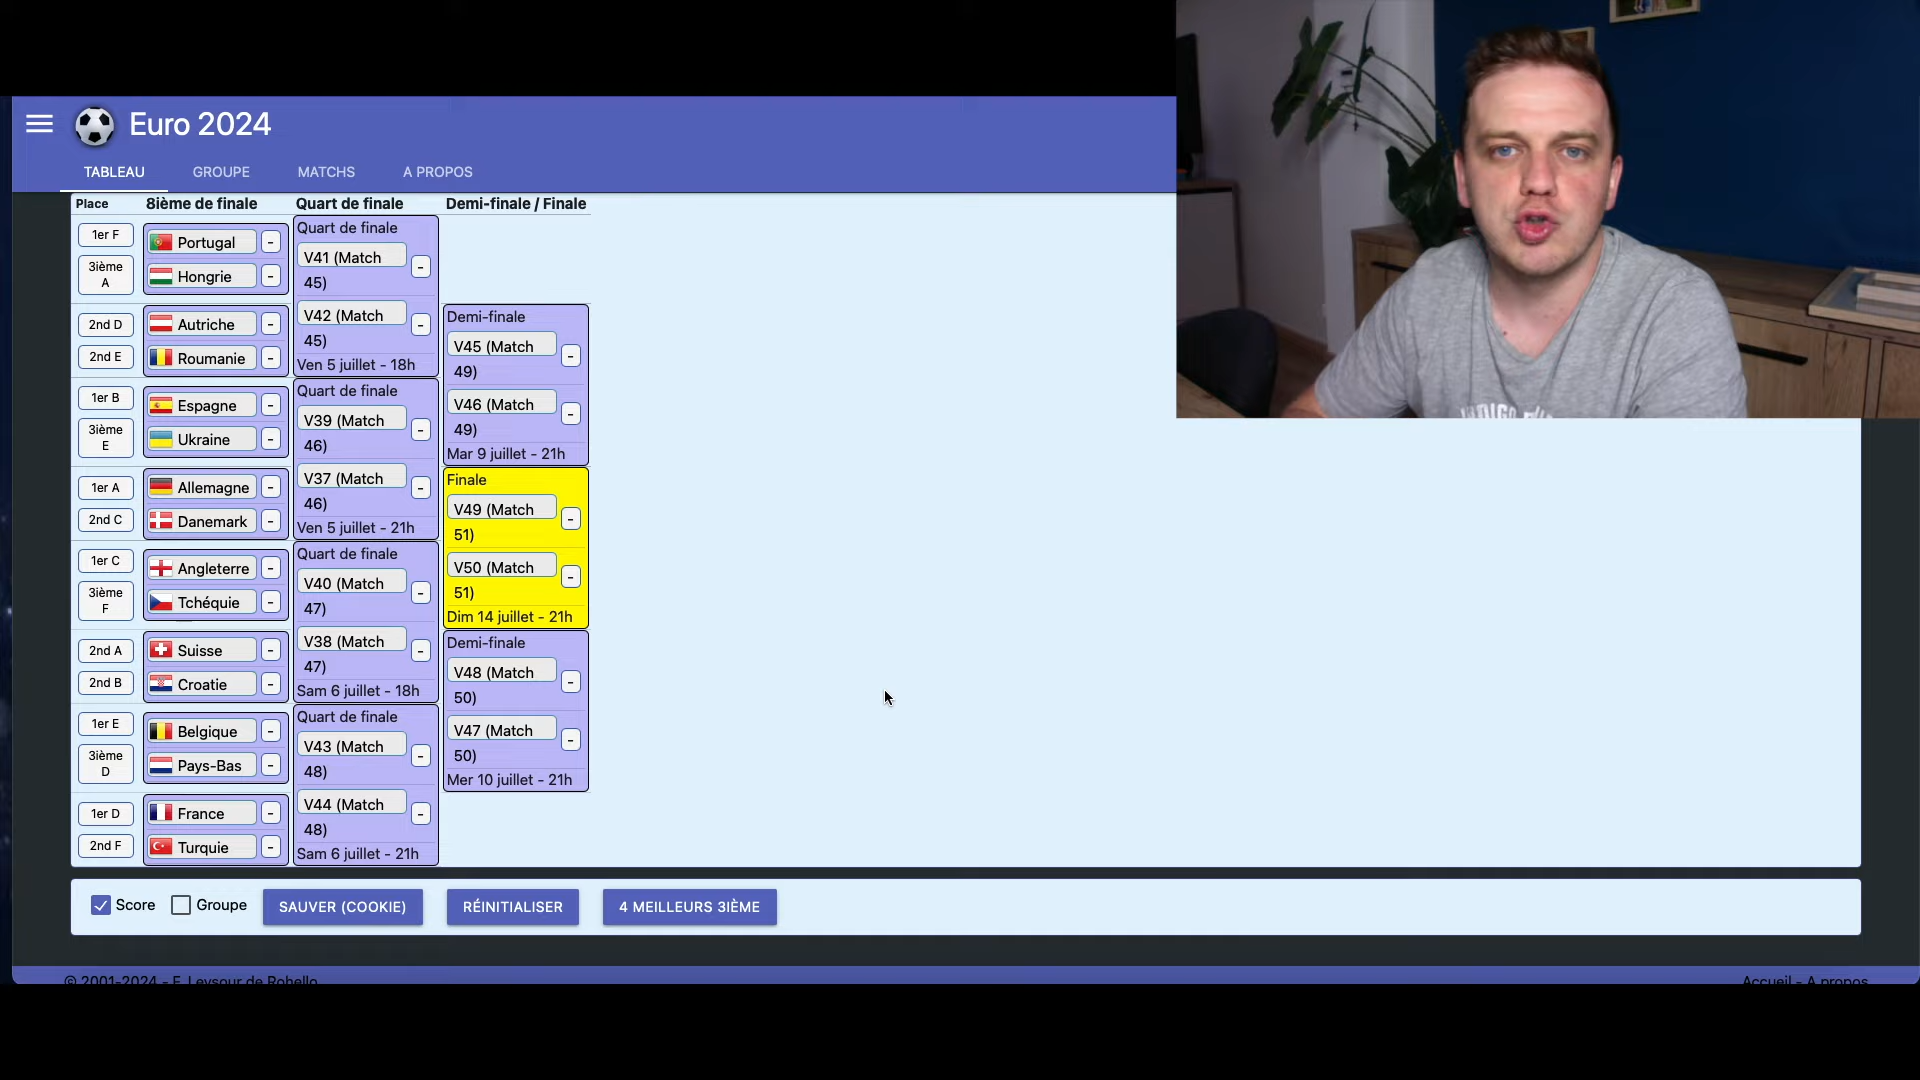 Euro 2024
TABLEAU
GROUPE
MATCHS
A PROPOS
Place
8ième de finale
Quart de finale
Demi-finale / Finale
1er F
Portugal
-
3ième
A
Hongrie
-
2nd D
Autriche
-
2nd E
Roumanie
-
1er B
Espagne
-
3ième
E
Ukraine
-
1er A
Allemagne
-
2nd C
Danemark
-
1er C
Angleterre
-
3ième
F
Tchéquie
-
2nd A
Suisse
-
2nd B
Croatie
-
1er E
Belgique
-
3ième
D
Pays-Bas
-
1er D
France
-
2nd F
Turquie
-
Quart de finale
V41 (Match
45)
-
V42 (Match
45)
-
Ven 5 juillet - 18h
Quart de finale
V39 (Match
46)
-
V37 (Match
46)
-
Ven 5 juillet - 21h
Quart de finale
V40 (Match
47)
-
V38 (Match
47)
-
Sam 6 juillet - 18h
Quart de finale
V43 (Match
48)
-
V44 (Match
48)
-
Sam 6 juillet - 21h
Demi-finale
V45 (Match
49)
-
V46 (Match
49)
-
Mar 9 juillet - 21h
Finale
V49 (Match
51)
-
V50 (Match
51)
-
Dim 14 juillet - 21h
Demi-finale
V48 (Match
50)
-
V47 (Match
50)
-
Mer 10 juillet - 21h
Score
Groupe
SAUVER (COOKIE)
RÉINITIALISER
4 MEILLEURS 3IÈME
© 2001-2024 - F. Leysour de Rohello
Accueil - A propos